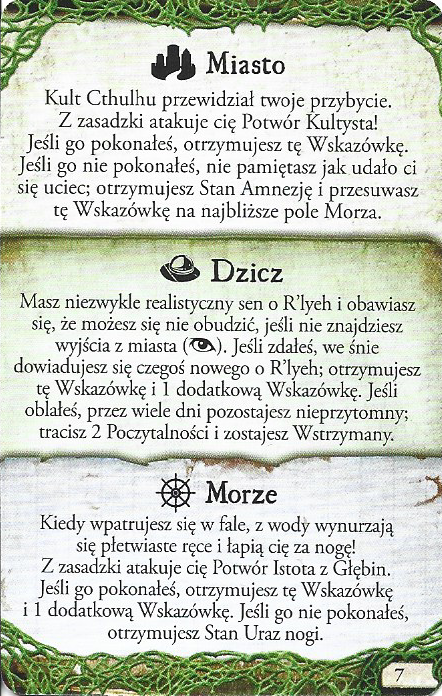 Miasto
Kult Cthulhu przewidział twoje przybycie.
Z zasadzki atakuje cię Potwór Kultysta!
Jeśli go pokonałeś, otrzymujesz tę Wskazówkę.
Jeśli go nie pokonałeś, nie pamiętasz jak udało ci
się uciec; otrzymujesz Stan Amnezję i przesuwasz
tę Wskazówkę na najbliższe pole Morza.
Dzicz
Masz niezwykle realistyczny sen o R’lyeh i obawiasz
się, że możesz się nie obudzić, jeśli nie znajdziesz
wyjścia z miasta (). Jeśli zdałeś, we śnie
dowiadujesz się czegoś nowego o R’lyeh; otrzymujesz
tę Wskazówkę i 1 dodatkową Wskazówkę. Jeśli
oblałeś, przez wiele dni pozostajesz nieprzytomny;
tracisz 2 Poczytalności i zostajesz Wstrzymany.
Morze
Kiedy wpatrujesz się w fale, z wody wynurzają
się płetwiaste ręce i łapią cię za nogę!
Z zasadzki atakuje cię Potwór Istota z Głębin.
Jeśli go pokonałeś, otrzymujesz tę Wskazówkę
i 1 dodatkową Wskazówkę. Jeśli go nie pokonałeś,
otrzymujesz Stan Uraz nogi.
7